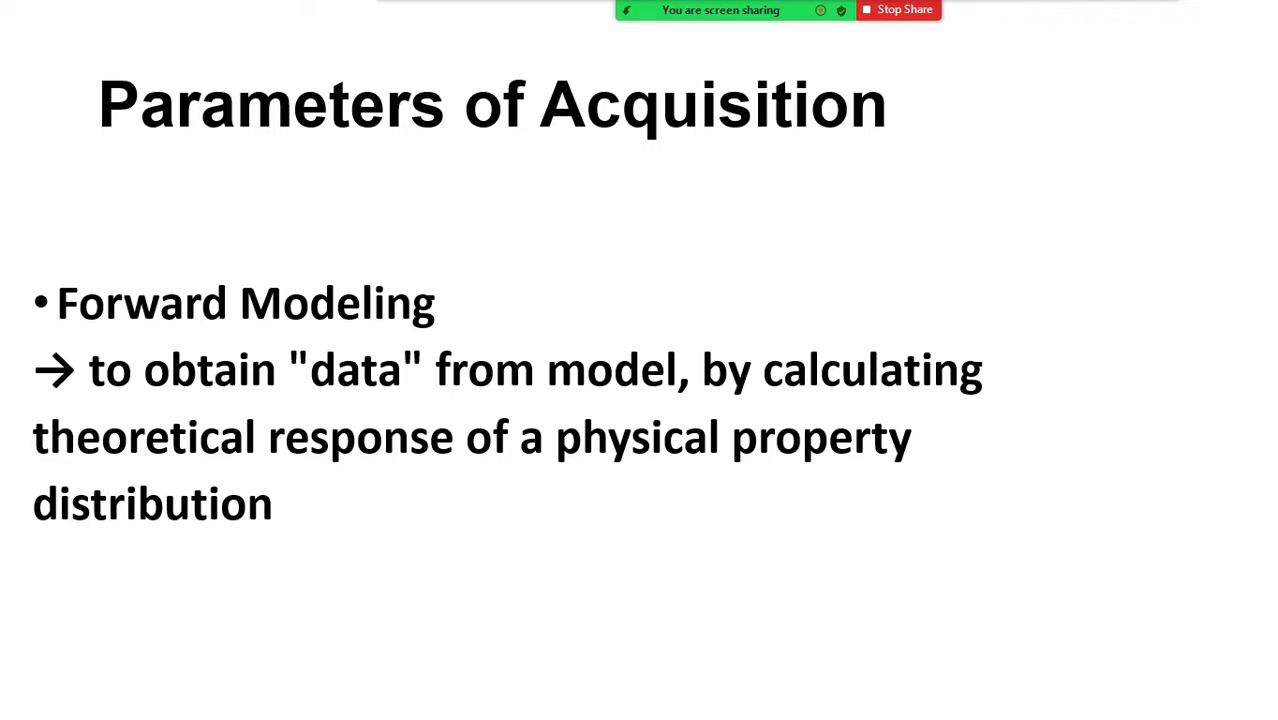 You are screen sharing
Stop Share
Parameters of Acquisition
• Forward Modeling
→ to obtain "data" from model, by calculating
theoretical response of a physical property
distribution